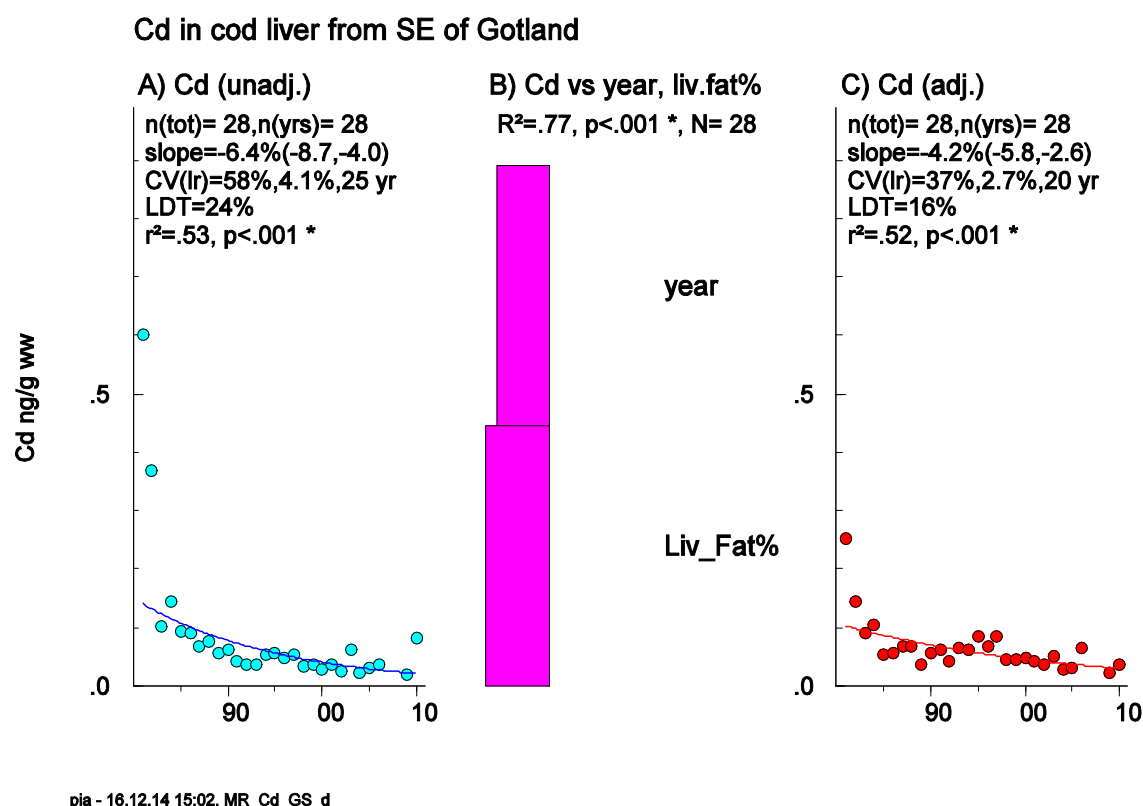 Cd in cod liver from SE of Gotland
A) Cd (unadj.)
n(tot)= 28,n(yrs)= 28
slope=-6.4%(-8.7,-4.0)
CV(lr)=58%,4.1%,25 yr
LDT=24%
r²=.53, p<.001 *
B) Cd vs year, liv.fat%
R²=.77, p<.001 *, N= 28
year
Liv_Fat%
C) Cd (adj.)
n(tot)= 28,n(yrs)= 28
slope=-4.2%(-5.8,-2.6)
CV(lr)=37%,2.7%,20 yr
LDT=16%
r²=.52, p<.001 *
Cd ng/g ww
.5
.0
90 00 10
.5
.0
90 00 10
pia - 16.12.14 15:02, MR_Cd_GS_d